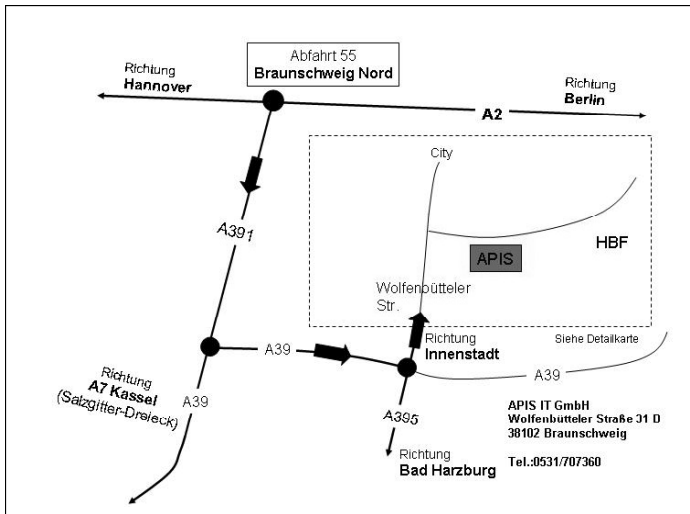 Abfahrt 55
Braunschweig Nord
Richtung
Hannover
Richtung
Berlin
A2
City
A391
HBF
APIS
Wolfenbütteler
Str.
Richtung
Innenstadt
Siehe Detailkarte
A39
A39
Richtung
A7 Kassel
(Salzgitter-Dreieck)
A39
A395
Richtung
Bad Harzburg
APIS IT GmbH
Wolfenbütteler Straße 31 D
38102 Braunschweig
Tel.:0531/707360